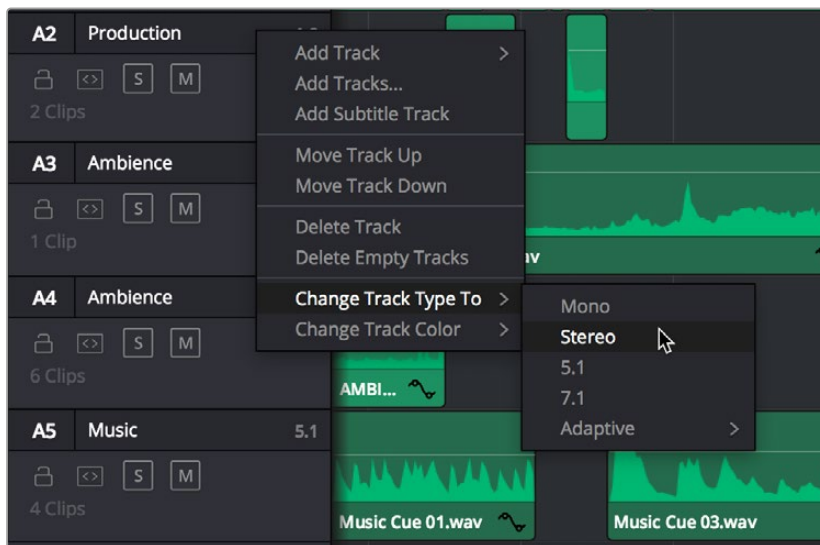 A2 Production
Add Track
Add Tracks...
Add Subtitle Track
Move Track Up
Move Track Down
Delete Track
Delete Empty Tracks
Change Track Type To
Change Track Color
Mono
Stereo
5.1
7.1
Adaptive
S M
2 Clips
A3 Ambience
S M
1 Clip
A4 Ambience
S M
6 Clips
AMBI...
A5 Music 5.1
S M
4 Clips
Music Cue 01.wav
Music Cue 03.wav